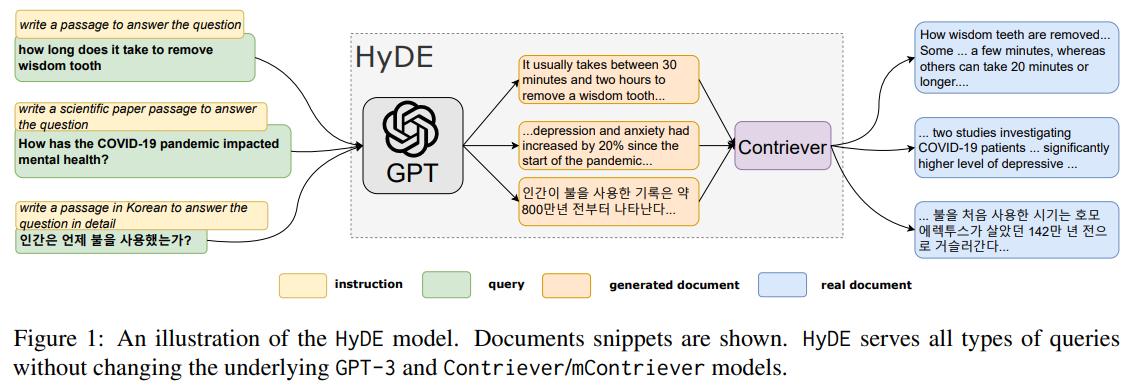 write a passage to answer the question
how long does it take to remove
wisdom tooth
write a scientific paper passage to answer
the question
How has the COVID-19 pandemic impacted
mental health?
write a passage in Korean to answer the
question in detail
인간은 언제 불을 사용했는가?
HyDE
GPT
It usually takes between 30
minutes and two hours to
remove a wisdom tooth...
...depression and anxiety had
increased by 20% since the
start of the pandemic...
인간이 불을 사용한 기록은 약
800만년 전부터 나타난다...
Contriever
How wisdom teeth are removed...
Some ... a few minutes, whereas
others can take 20 minutes or
longer....
... two studies investigating
COVID-19 patients ... significantly
higher level of depressive ...
... 불을 처음 사용한 시기는 호모
에렉투스가 살았던 142만 년 전으
로 거슬러간다...
instruction
query
generated document
real document
Figure 1: An illustration of the HyDE model. Documents snippets are shown. HyDE serves all types of queries
without changing the underlying GPT-3 and Contriever/mContriever models.